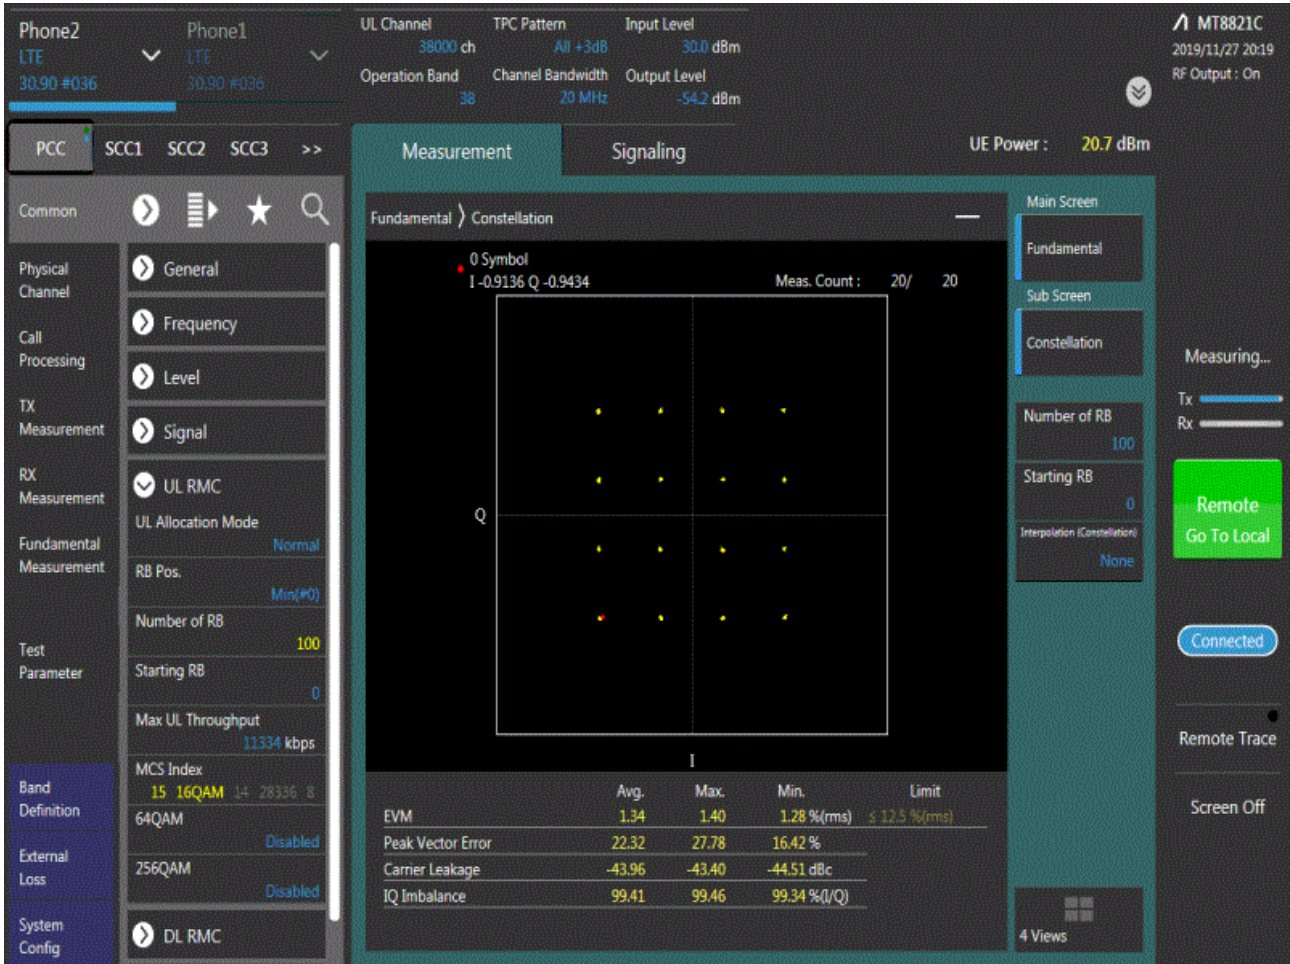 Phone2
LTE
30.90 #036
Phone1
LTE
30.90 #036
UL Channel
38000 ch
TPC Pattern
All +3dB
Input Level
30.0 dBm
Operation Band
38
Channel Bandwidth
20 MHz
Output Level
-54.2 dBm
MT8821C
2019/11/27 20:19
RF Output : On
PCC SCC1 SCC2 SCC3 >>
Measurement
Signaling
UE Power : 20.7 dBm
Common
Physical
Channel
Call
Processing
TX
Measurement
RX
Measurement
Fundamental
Measurement
Test
Parameter
Band
Definition
External
Loss
System
Config
General
Frequency
Level
Signal
UL RMC
UL Allocation Mode
Normal
RB Pos.
Min(#0)
Number of RB
100
Starting RB
0
Max UL Throughput
11334 kbps
MCS Index
15 16QAM 14 28336 8
64QAM
Disabled
256QAM
Disabled
DL RMC
Fundamental 〉Constellation
0 Symbol
I -0.9136 Q -0.9434
Meas. Count : 20/ 20
Q
I
Avg. Max. Min. Limit
EVM 1.34 1.40 1.28 %(rms) ≤ 12.5 %(rms)
Peak Vector Error 22.32 27.78 16.42 %
Carrier Leakage -43.96 -43.40 -44.51 dBc
IQ Imbalance 99.41 99.46 99.34 %(I/Q)
Main Screen
Fundamental
Sub Screen
Constellation
Number of RB
100
Starting RB
0
Interpolation (Constellation)
None
4 Views
Measuring...
Tx
Rx
Remote
Go To Local
Connected
Remote Trace
Screen Off